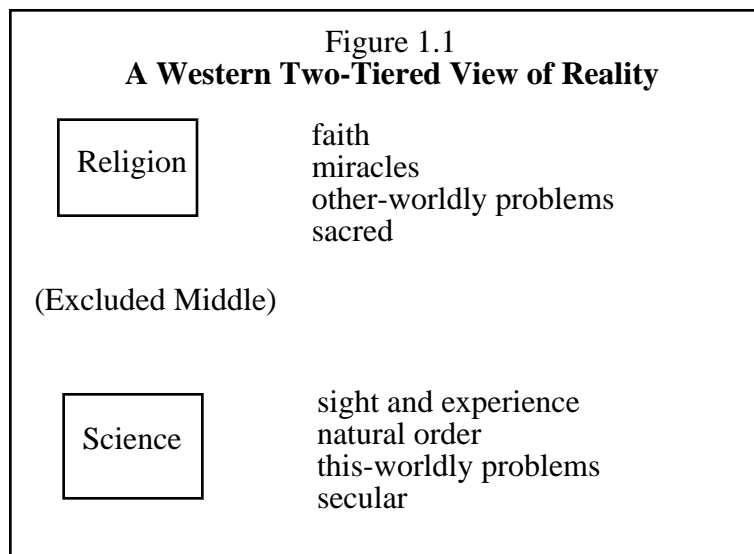 Figure 1.1
A Western Two-Tiered View of Reality
Religion
faith
miracles
other-worldly problems
sacred
(Excluded Middle)
Science
sight and experience
natural order
this-worldly problems
secular